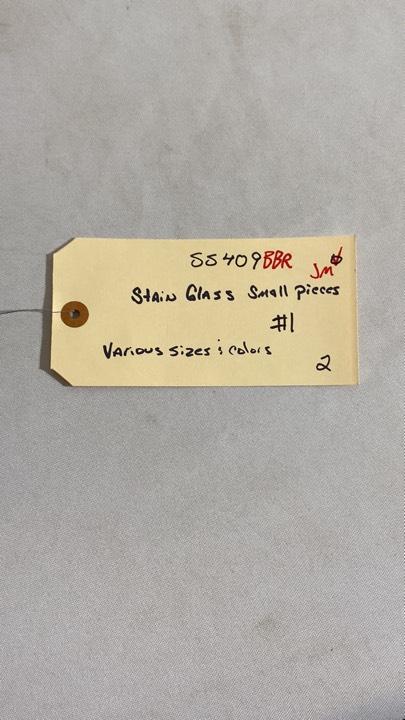 SS409BBR JM
Stain Glass Small pieces
#1
Various sizes & colors
2